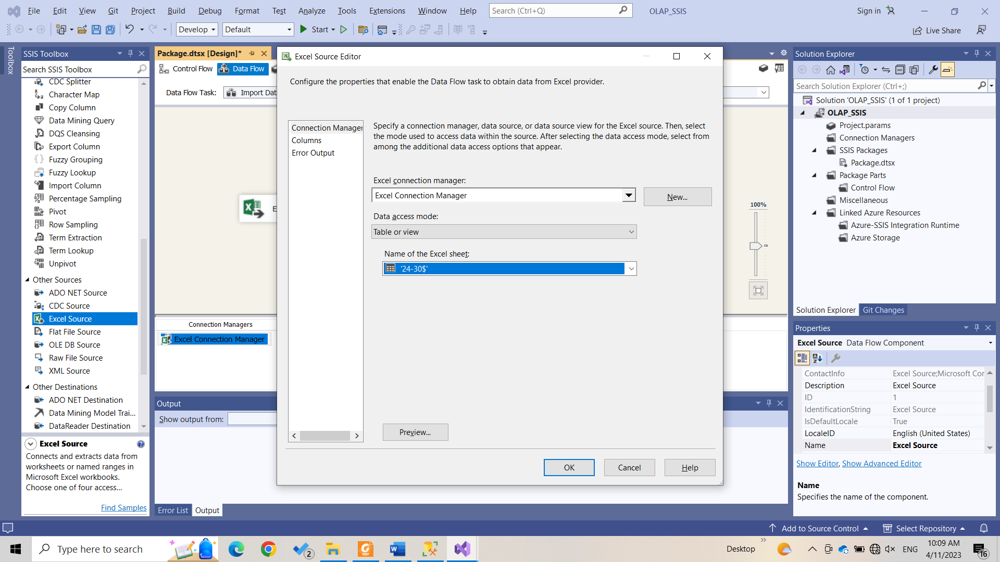 File Edit View Git Project Build Debug Format Test Analyze Tools Extensions Window Help Search (Ctrl+Q) OLAP_SSIS Sign in
Develop Default Start Live Share
Toolbox
SSIS Toolbox
Search SSIS Toolbox
CDC Splitter
Character Map
Copy Column
Data Mining Query
DQS Cleansing
Export Column
Fuzzy Grouping
Fuzzy Lookup
Import Column
Percentage Sampling
Pivot
Row Sampling
Term Extraction
Term Lookup
Unpivot
Other Sources
ADO NET Source
CDC Source
Excel Source
Flat File Source
OLE DB Source
Raw File Source
XML Source
Other Destinations
ADO NET Destination
Data Mining Model Trai...
DataReader Destination
Excel Source
Connects and extracts data from
worksheets or named ranges in
Microsoft Excel workbooks.
Choose one of four access...
Find Samples
Package.dtsx [Design]*
Control Flow Data Flow
Data Flow Task: Import Dat
E
100%
Connection Managers
Excel Connection Manager
Output
Show output from:
Error List Output
Excel Source Editor
Configure the properties that enable the Data Flow task to obtain data from Excel provider.
Connection Manager
Columns
Error Output
Specify a connection manager, data source, or data source view for the Excel source. Then, select
the mode used to access data within the source. After selecting the data access mode, select from
among the additional data access options that appear.
Excel connection manager:
Excel Connection Manager New...
Data access mode:
Table or view
Name of the Excel sheet:
'24-30$'
Preview...
OK Cancel Help
Solution Explorer
Search Solution Explorer (Ctrl+;)
Solution 'OLAP_SSIS' (1 of 1 project)
OLAP_SSIS
Project.params
Connection Managers
SSIS Packages
Package.dtsx
Package Parts
Control Flow
Miscellaneous
Linked Azure Resources
Azure-SSIS Integration Runtime
Azure Storage
Solution Explorer Git Changes
Properties
Excel Source Data Flow Component
ContactInfo Excel Source;Microsoft Cor
Description Excel Source
ID 1
IdentificationString Excel Source
IsDefaultLocale True
LocaleID English (United States)
Name Excel Source
Show Editor, Show Advanced Editor
Name
Specifies the name of the component.
Add to Source Control Select Repository
Type here to search 2 Desktop ENG 10:09 AM
4/11/2023 16